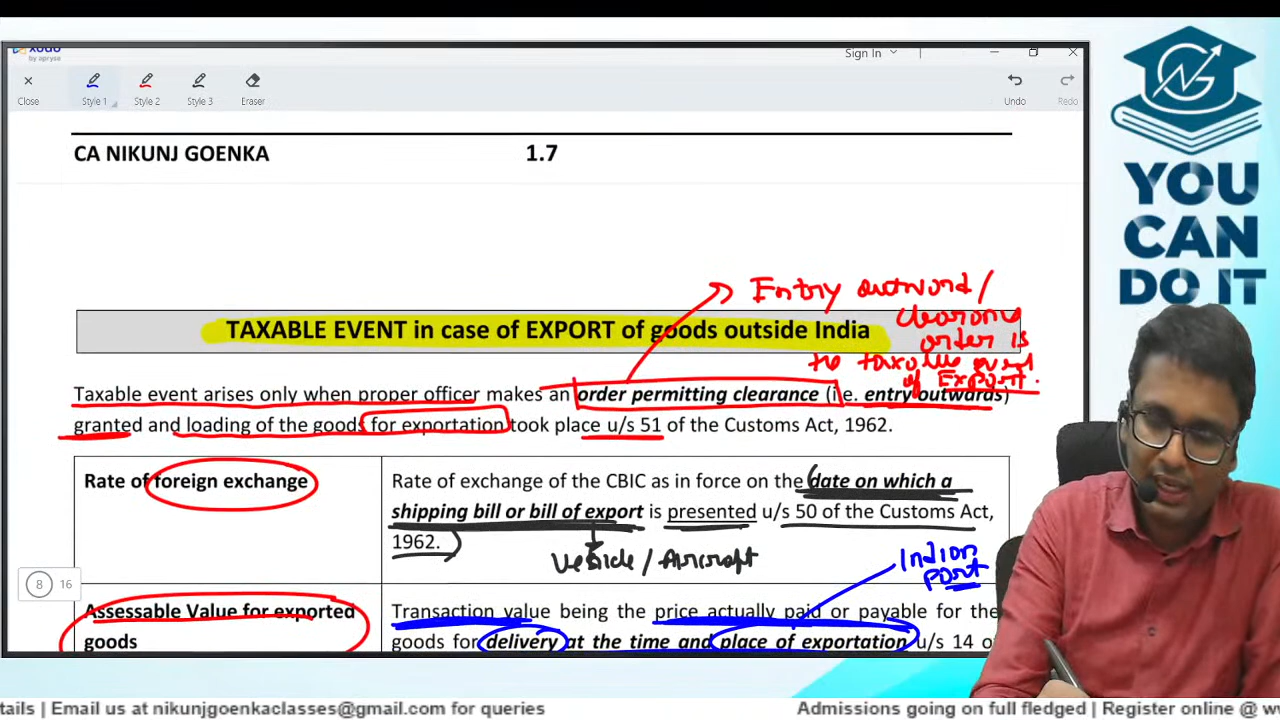 xodo
by apryse
Sign In
Close
Style 1
Style 2
Style 3
Eraser
Undo
Redo
CA NIKUNJ GOENKA 1.7
Entry outword/
clearance
order is
the taxable event
of Export.
TAXABLE EVENT in case of EXPORT of goods outside India
Taxable event arises only when proper officer makes an order permitting clearance (i.e. entry outwards)
granted and loading of the goods for exportation took place u/s 51 of the Customs Act, 1962.
Rate of foreign exchange
Rate of exchange of the CBIC as in force on the date on which a
shipping bill or bill of export is presented u/s 50 of the Customs Act,
1962.
Vehicle / Aircraft
Indian
port
8 16
Assessable Value for exported
goods
Transaction value being the price actually paid or payable for the
goods for delivery at the time and place of exportation u/s 14 o
YOU
CAN
DO IT
tails | Email us at nikunjgoenkaclasses@gmail.com for queries
Admissions going on full fledged | Register online @ w